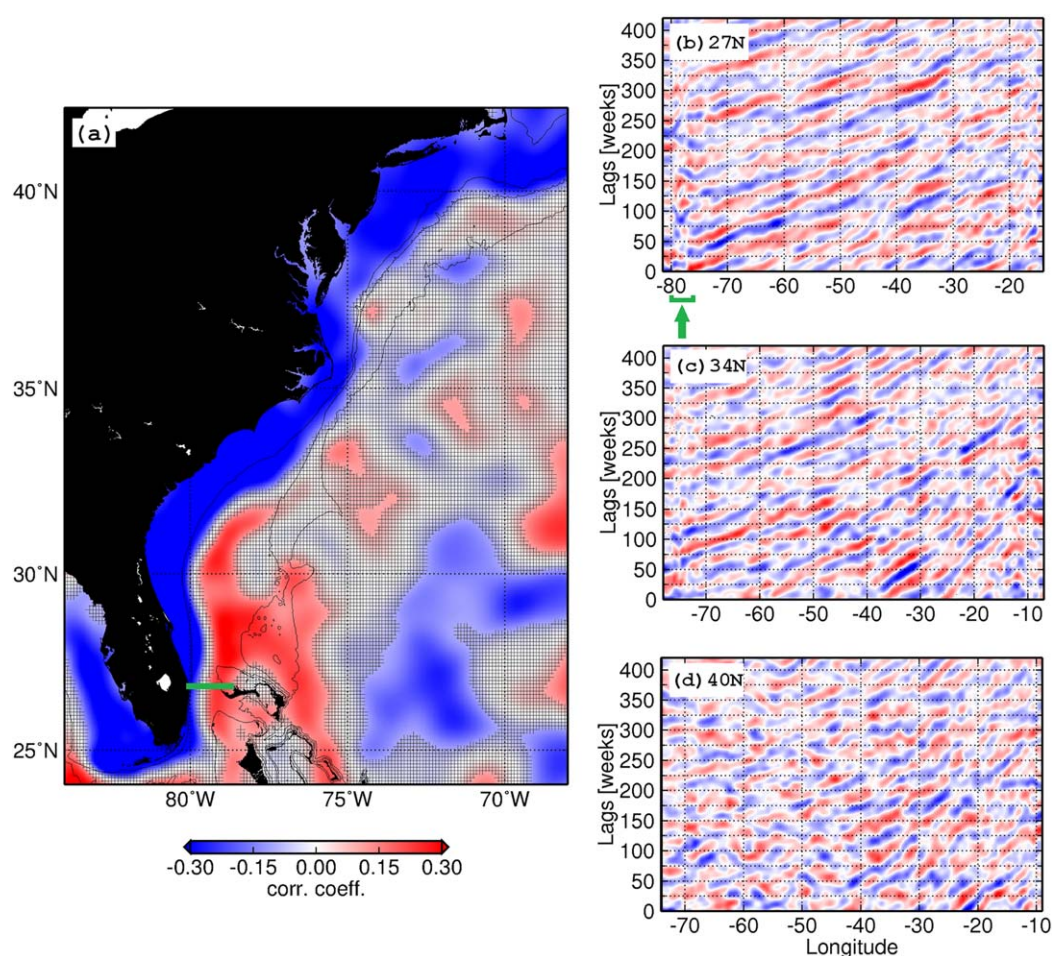 (a)
40˚N
35˚N
30˚N
25˚N
80˚W 75˚W 70˚W
-0.30 -0.15 0.00 0.15 0.30
corr. coeff.
(b) 27N
Lags [weeks]
400
350
300
250
200
150
100
50
0
-80 -70 -60 -50 -40 -30 -20
(c) 34N
Lags [weeks]
400
350
300
250
200
150
100
50
0
-70 -60 -50 -40 -30 -20 -10
(d) 40N
Lags [weeks]
400
350
300
250
200
150
100
50
0
-70 -60 -50 -40 -30 -20 -10
Longitude